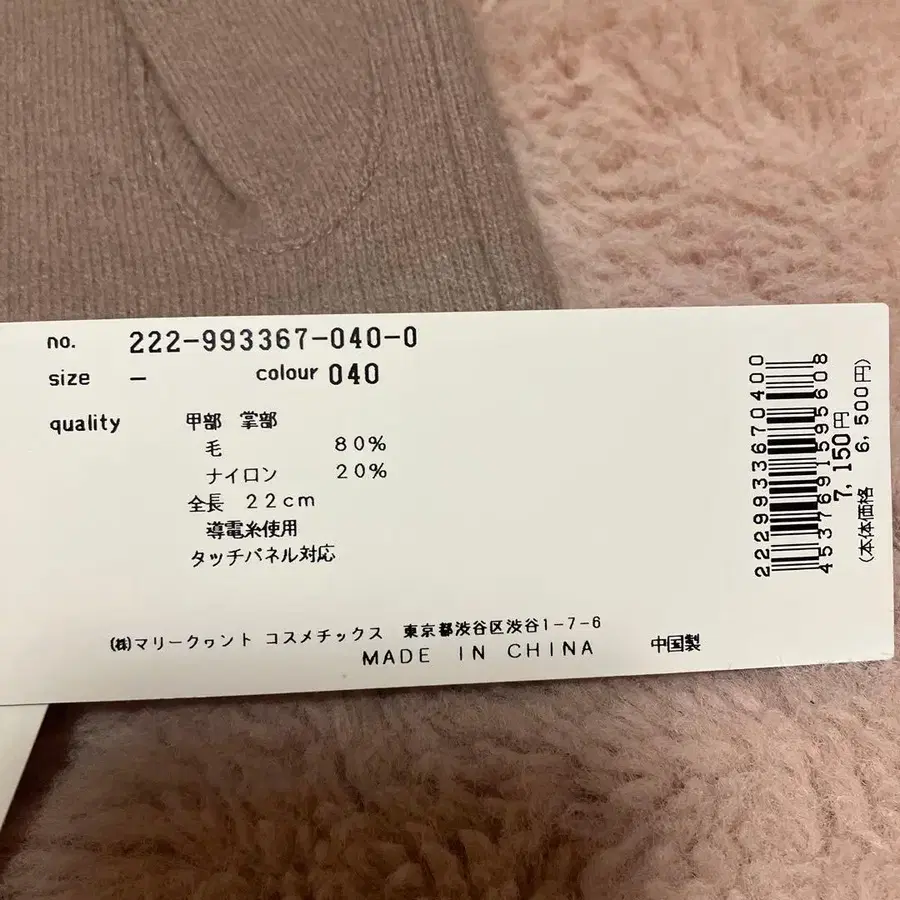 no. 222-993367-040-0
size - colour 040
quality 甲部 掌部
毛 80%
ナイロン 20%
全長 22cm
導電糸使用
タッチパネル対応
㈱マリークヮント コスメチックス 東京都渋谷区渋谷1-7-6
MADE IN CHINA 中国製
2229933670400
4537691595608
7,150円
(本体価格 6,500円)